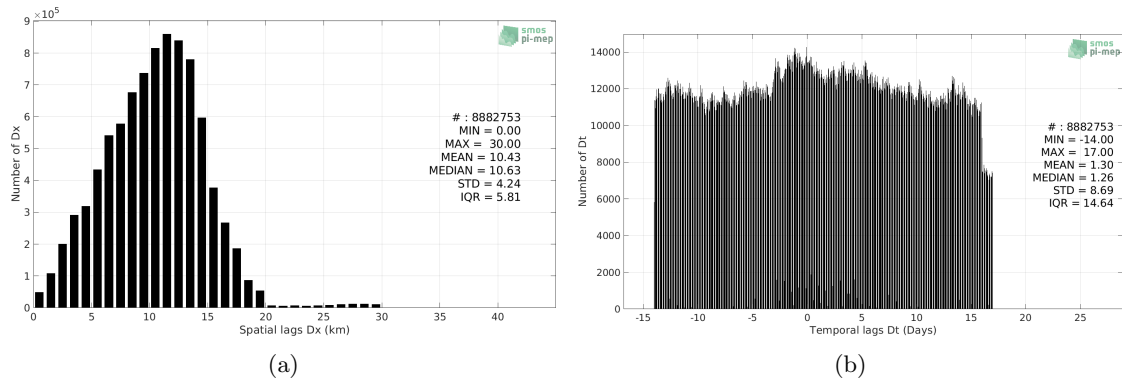 ×10⁵
9
8
7
6
5
4
3
2
1
0
Number of Dx
0 5 10 15 20 25 30 35 40
Spatial lags Dx (km)
smos
pi-mep
# : 8882753
MIN = 0.00
MAX = 30.00
MEAN = 10.43
MEDIAN = 10.63
STD = 4.24
IQR = 5.81
(a)
14000
12000
10000
8000
6000
4000
2000
0
Number of Dt
-15 -10 -5 0 5 10 15 20 25
Temporal lags Dt (Days)
smos
pi-mep
# : 8882753
MIN = -14.00
MAX = 17.00
MEAN = 1.30
MEDIAN = 1.26
STD = 8.69
IQR = 14.64
(b)